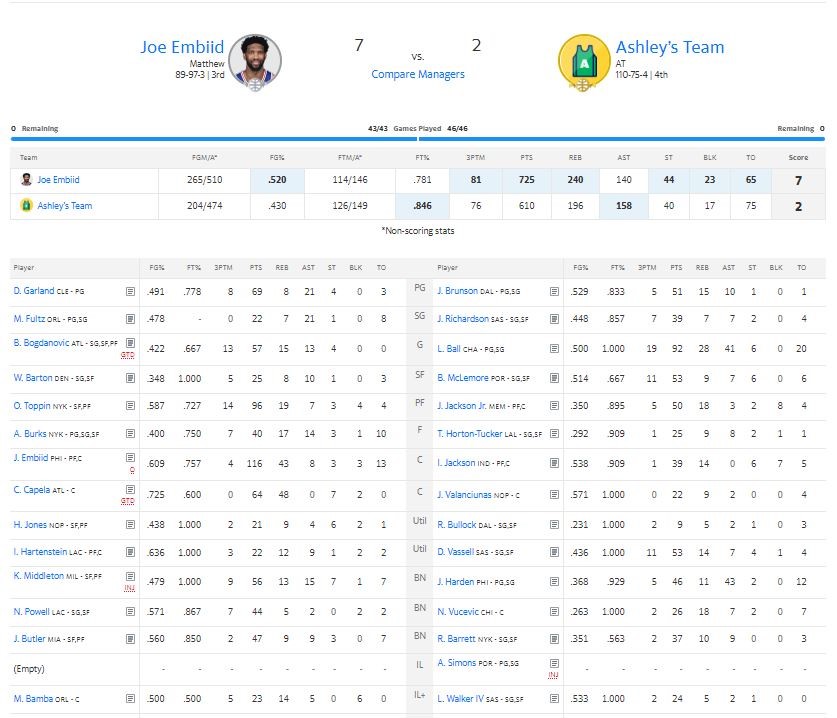 Joe Embiid
Matthew
89-97-3 | 3rd
7
vs.
2
Compare Managers
Ashley's Team
AT
110-75-4 | 4th
0 Remaining 43/43 Games Played 46/46 Remaining 0
Team FGM/A* FG% FTM/A* FT% 3PTM PTS REB AST ST BLK TO Score
Joe Embiid 265/510 .520 114/146 .781 81 725 240 140 44 23 65 7
Ashley's Team 204/474 .430 126/149 .846 76 610 196 158 40 17 75 2
*Non-scoring stats
Player FG% FT% 3PTM PTS REB AST ST BLK TO Player FG% FT% 3PTM PTS REB AST ST BLK TO
D. Garland CLE - PG .491 .778 8 69 8 21 4 0 3 PG J. Brunson DAL - PG,SG .529 .833 5 51 15 10 1 0 1
M. Fultz ORL - PG,SG .478 - 0 22 7 21 1 0 8 SG J. Richardson SAS - SG,SF .448 .857 7 39 7 7 2 0 4
B. Bogdanovic ATL - SG,SF,PF GTD .422 .667 13 57 15 13 4 0 0 G L. Ball CHA - PG,SG .500 1.000 19 92 28 41 6 0 20
W. Barton DEN - SG,SF .348 1.000 5 25 8 10 1 0 3 SF B. McLemore POR - SG,SF .514 .667 11 53 9 7 6 0 6
O. Toppin NYK - SF,PF .587 .727 14 96 19 7 3 4 4 PF J. Jackson Jr. MEM - PF,C .350 .895 5 50 18 3 2 8 4
A. Burks NYK - PG,SG,SF .400 .750 7 40 17 14 3 1 10 F T. Horton-Tucker LAL - SG,SF .292 .909 1 25 9 8 2 1 1
J. Embiid PHI - PF,C O .609 .757 4 116 43 8 3 3 13 C I. Jackson IND - PF,C .538 .909 1 39 14 0 6 7 5
C. Capela ATL - C GTD .725 .600 0 64 48 0 7 2 0 C J. Valanciunas NOP - C .571 1.000 0 22 9 2 0 0 4
H. Jones NOP - SF,PF .438 1.000 2 21 9 4 6 2 1 Util R. Bullock DAL - SG,SF .231 1.000 2 9 5 2 1 0 3
I. Hartenstein LAC - PF,C .636 1.000 3 22 12 9 1 2 2 Util D. Vassell SAS - SG,SF .436 1.000 11 53 14 7 4 1 4
K. Middleton MIL - SF,PF INJ .479 1.000 9 56 13 15 7 1 7 BN J. Harden PHI - PG,SG .368 .929 5 46 11 43 2 0 12
N. Powell LAC - SG,SF .571 .867 7 44 5 2 0 2 2 BN N. Vucevic CHI - C .263 1.000 2 26 18 7 2 0 7
J. Butler MIA - SF,PF .560 .850 2 47 9 9 3 0 7 BN R. Barrett NYK - SG,SF .351 .563 2 37 10 9 0 0 3
(Empty) - - - - - - - - - IL A. Simons POR - PG,SG INJ - - - - - - - - -
M. Bamba ORL - C .500 .500 5 23 14 5 0 6 0 IL+ L. Walker IV SAS - SG,SF .533 1.000 2 24 5 2 1 0 0